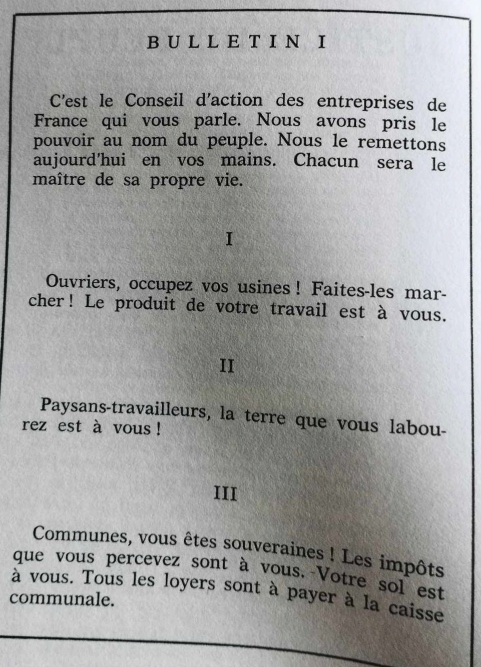 BULLETIN I
C'est le Conseil d'action des entreprises de
France qui vous parle. Nous avons pris le
pouvoir au nom du peuple. Nous le remettons
aujourd'hui en vos mains. Chacun sera le
maître de sa propre vie.
I
Ouvriers, occupez vos usines ! Faites-les mar-
cher ! Le produit de votre travail est à vous.
II
Paysans-travailleurs, la terre que vous labou-
rez est à vous !
III
Communes, vous êtes souveraines ! Les impôts
que vous percevez sont à vous. Votre sol est
à vous. Tous les loyers sont à payer à la caisse
communale.